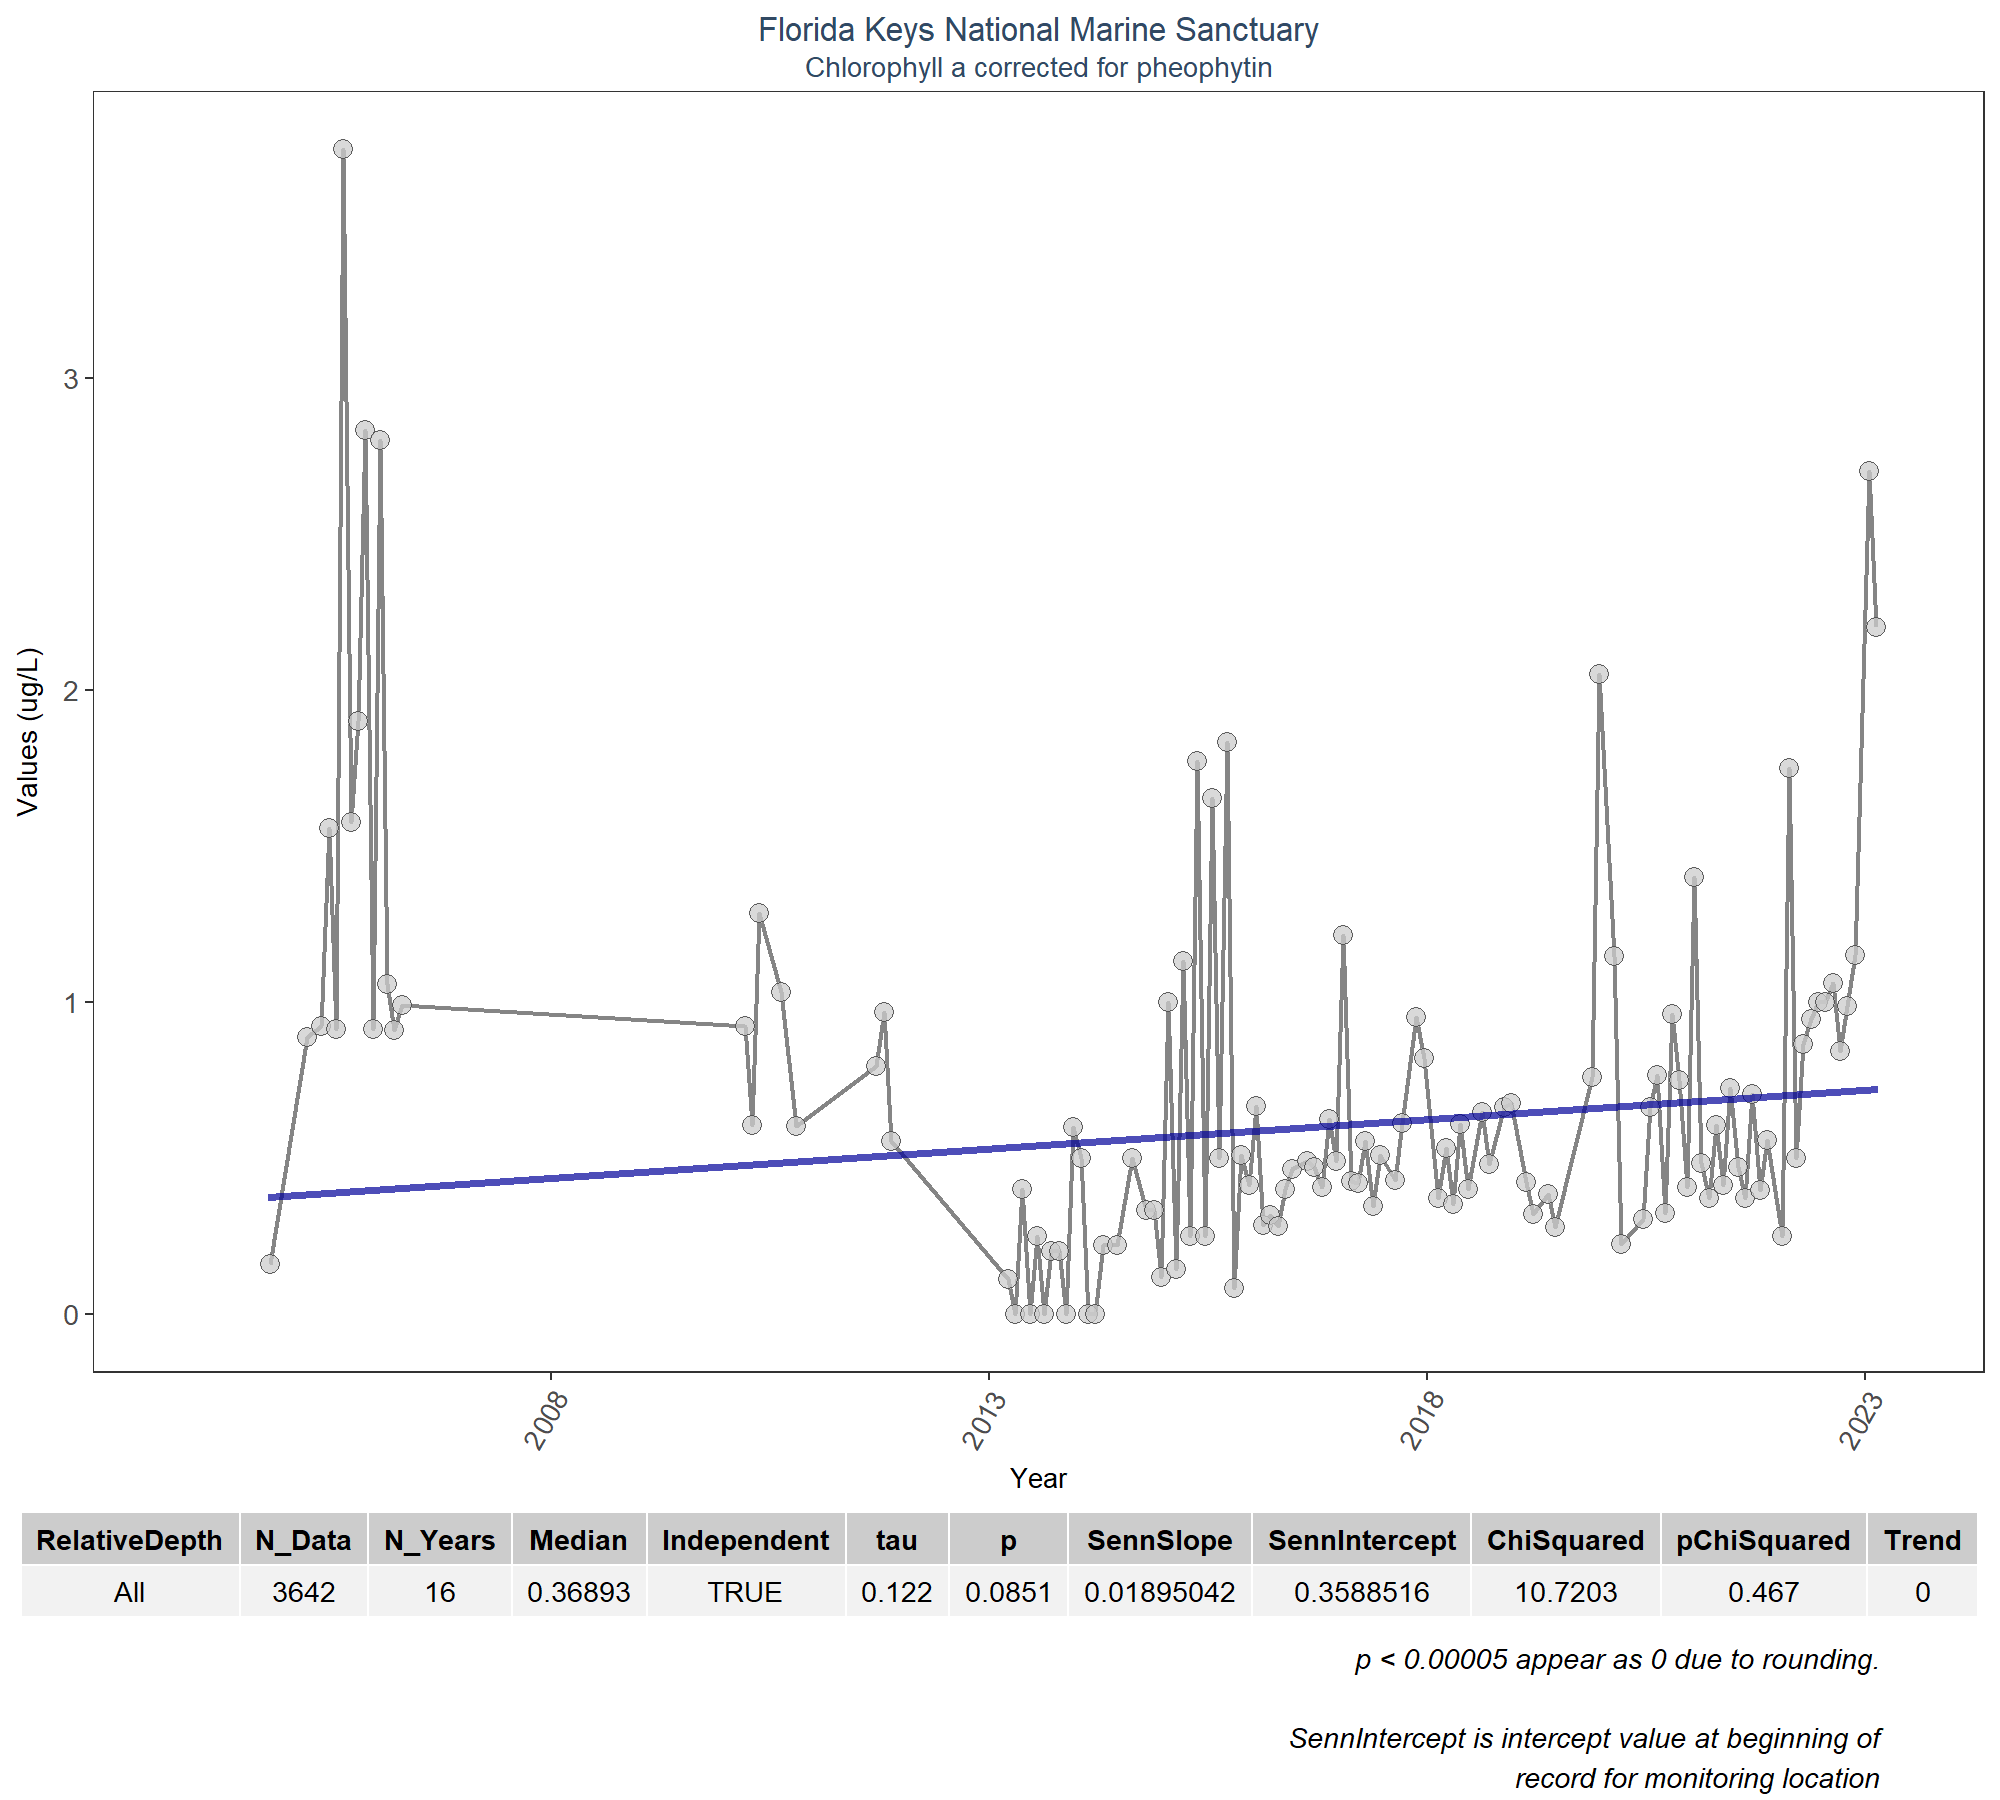 Florida Keys National Marine Sanctuary
Chlorophyll a corrected for pheophytin
Values (ug/L)
3
2
1
0
2008
2013
2018
2023
Year
RelativeDepth N_Data N_Years Median Independent tau p SennSlope SennIntercept ChiSquared pChiSquared Trend
All 3642 16 0.36893 TRUE 0.122 0.0851 0.01895042 0.3588516 10.7203 0.467 0
p < 0.00005 appear as 0 due to rounding.
SennIntercept is intercept value at beginning of
record for monitoring location